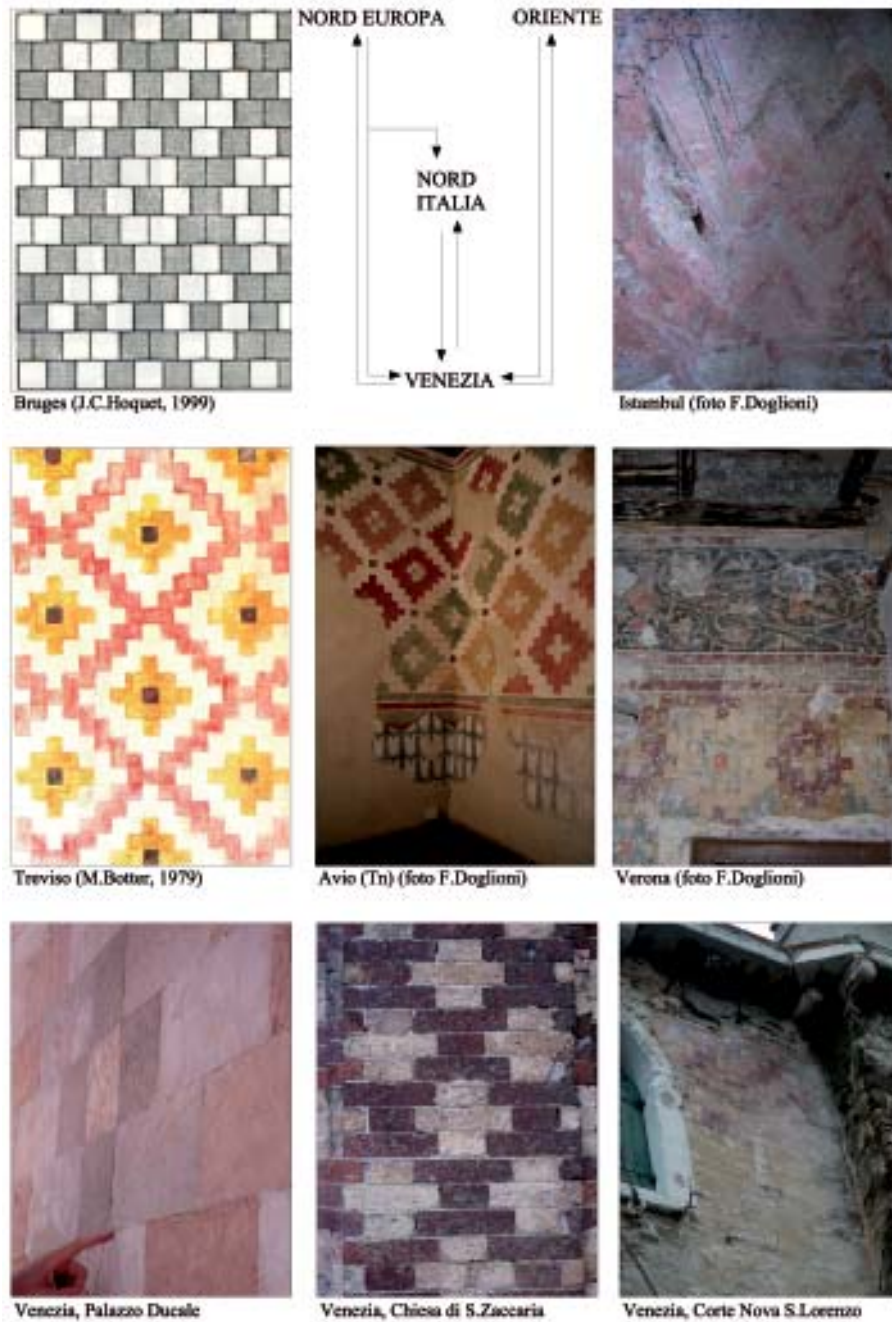 NORD EUROPA
ORIENTE
NORD
ITALIA
VENEZIA
Bruges (J.C.Hoquet, 1999)
Istambul (foto F.Doglioni)
Treviso (M.Botter, 1979)
Avio (Tn) (foto F.Doglioni)
Verona (foto F.Doglioni)
Venezia, Palazzo Ducale
Venezia, Chiesa di S.Zaccaria
Venezia, Corte Nova S.Lorenzo